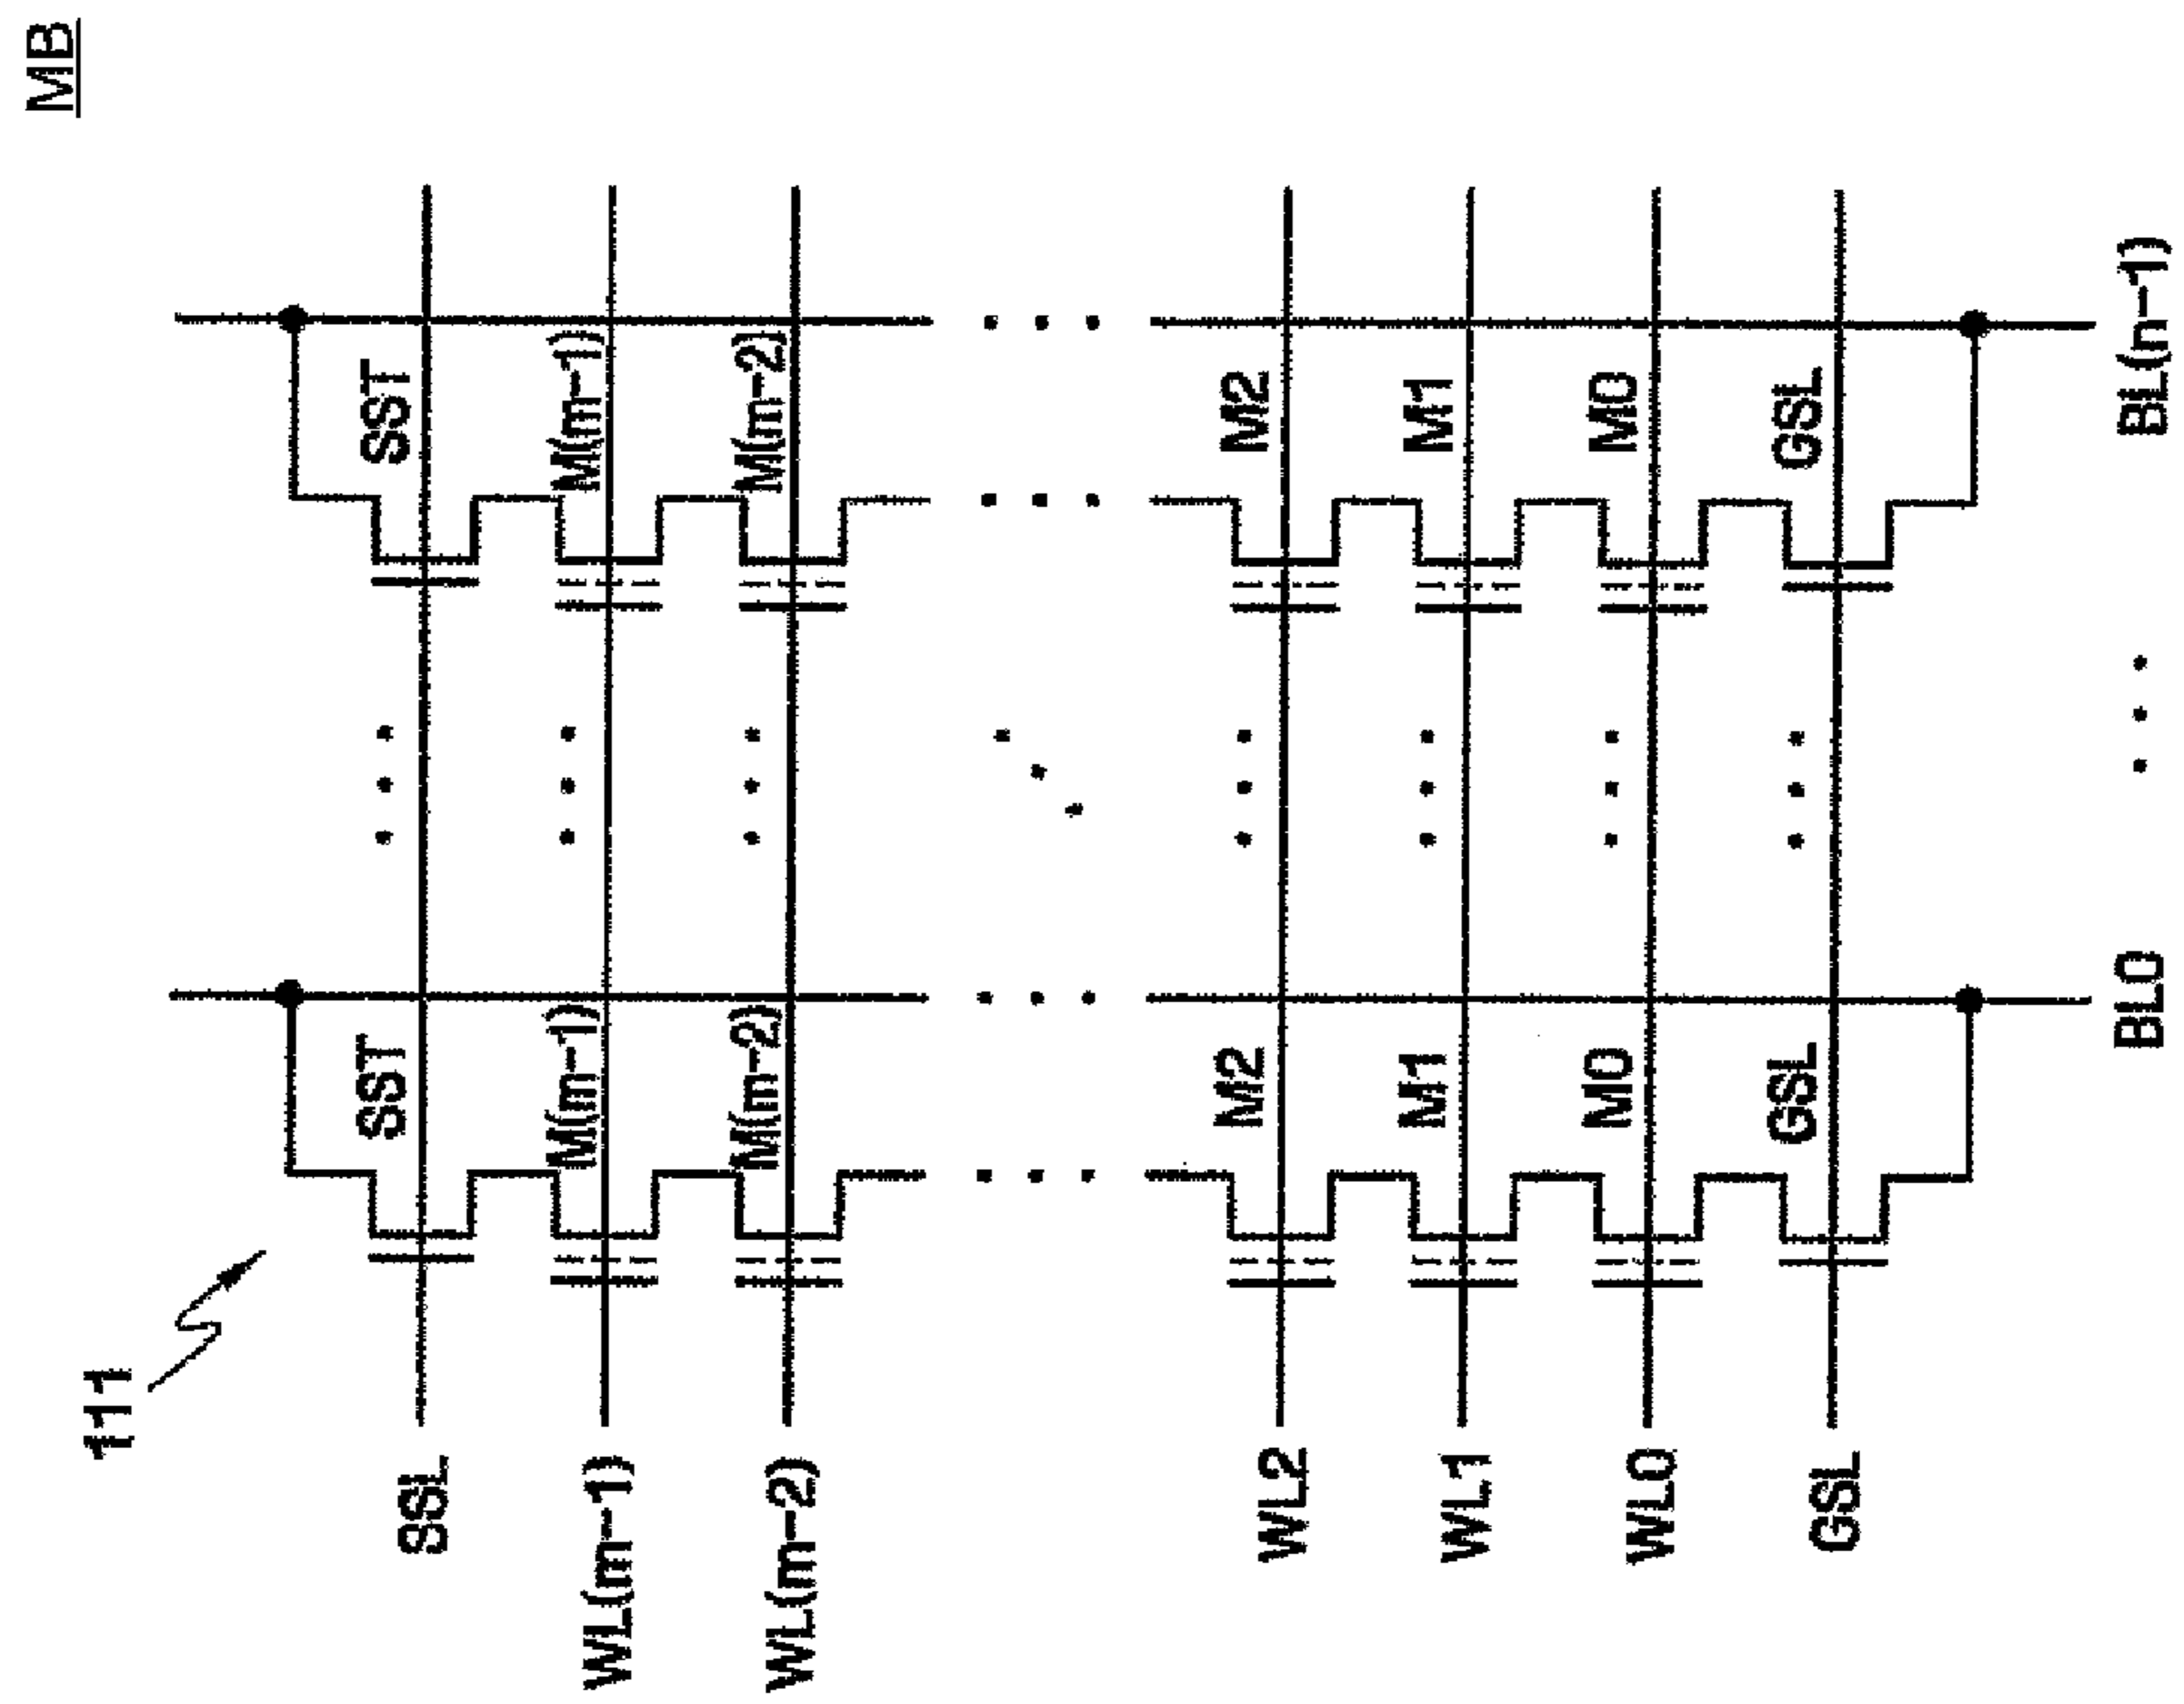 MB
111
SSL
SST
SST
WL(m-1)
M(m-1)
M(m-1)
WL(m-2)
M(m-2)
M(m-2)
WL2
M2
M2
WL1
M1
M1
WL0
M0
M0
GSL
GSL
GSL
BL0
BL(n-1)